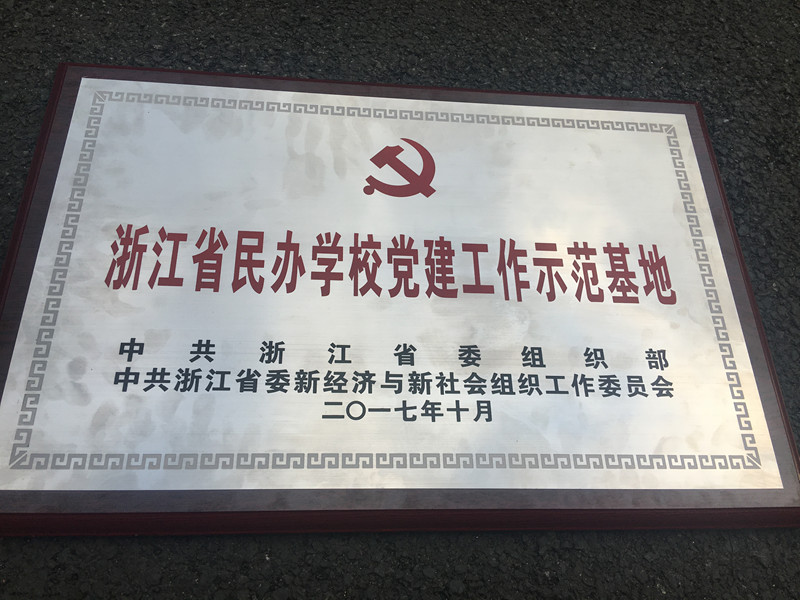 浙江省民办学校党建工作示范基地
中共浙江省委组织部
中共浙江省委新经济与新社会组织工作委员会
二〇一七年十月